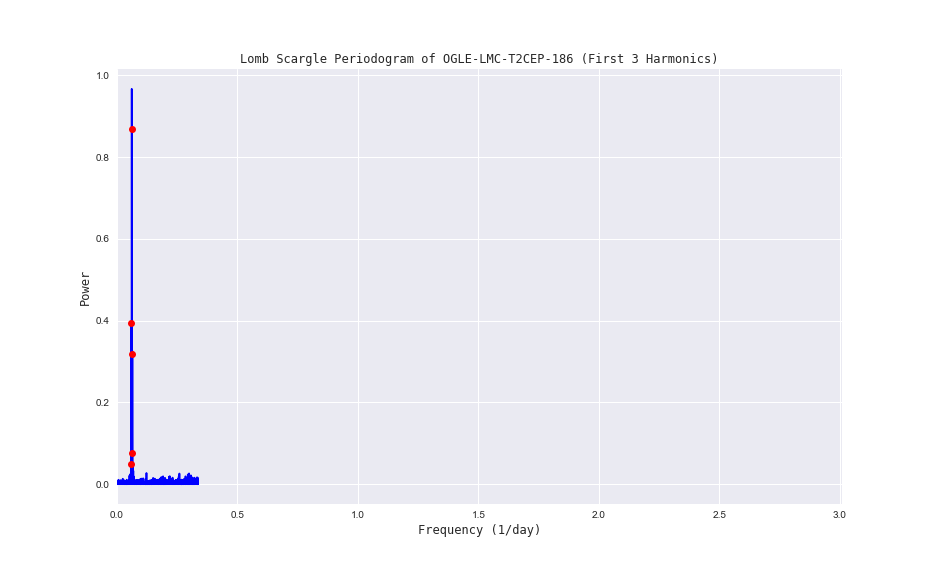 Lomb Scargle Periodogram of OGLE-LMC-T2CEP-186 (First 3 Harmonics)
1.0
0.8
0.6
0.4
0.2
0.0
Power
0.0 0.5 1.0 1.5 2.0 2.5 3.0
Frequency (1/day)